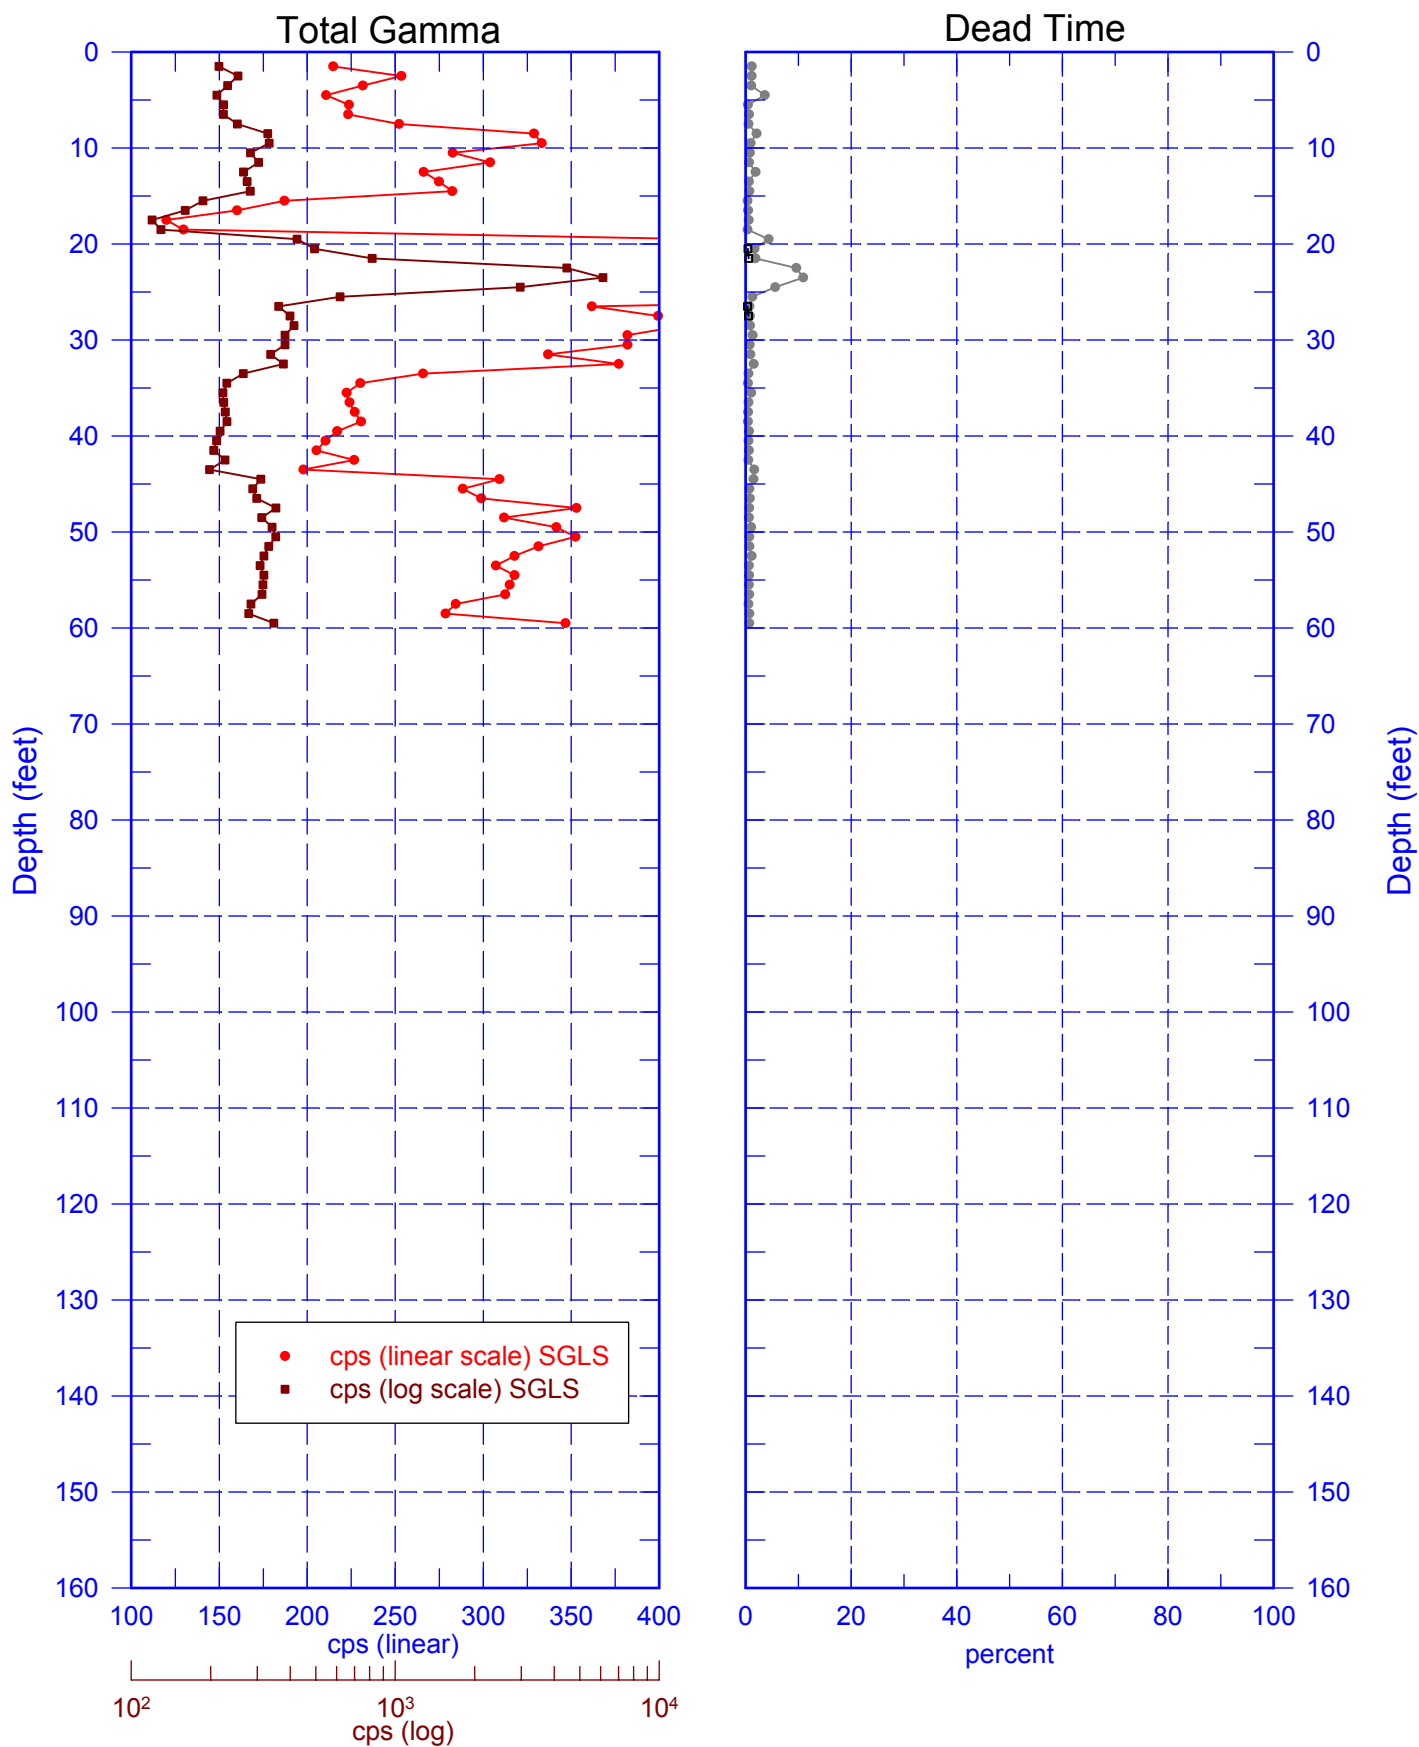 Total Gamma
Dead Time
0
10
20
30
40
50
60
70
80
90
100
110
120
130
140
150
160
Depth (feet)
cps (linear scale) SGLS
cps (log scale) SGLS
100 150 200 250 300 350 400
cps (linear)
10² 10³ 10⁴
cps (log)
0
10
20
30
40
50
60
70
80
90
100
110
120
130
140
150
160
Depth (feet)
0 20 40 60 80 100
percent